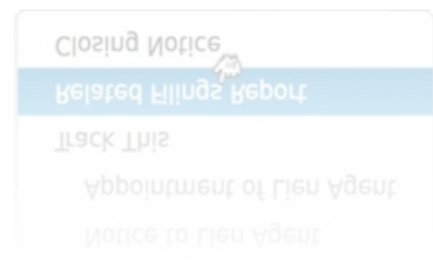 Closing Notice
Related Filings Report
Track This
Appointment of Lien Agent
Notice to Lien Agent